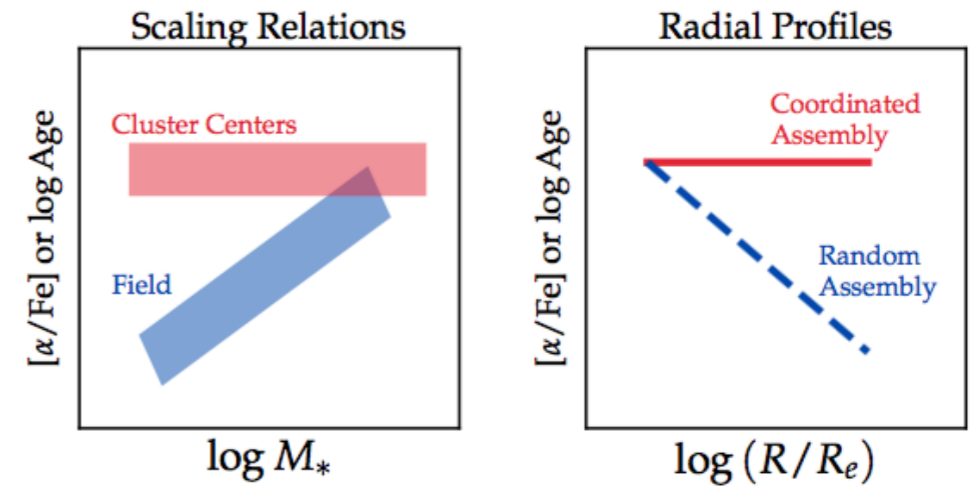 Scaling Relations
[α/Fe] or log Age
Cluster Centers
Field
log M*
Radial Profiles
[α/Fe] or log Age
Coordinated
Assembly
Random
Assembly
log (R/Re)